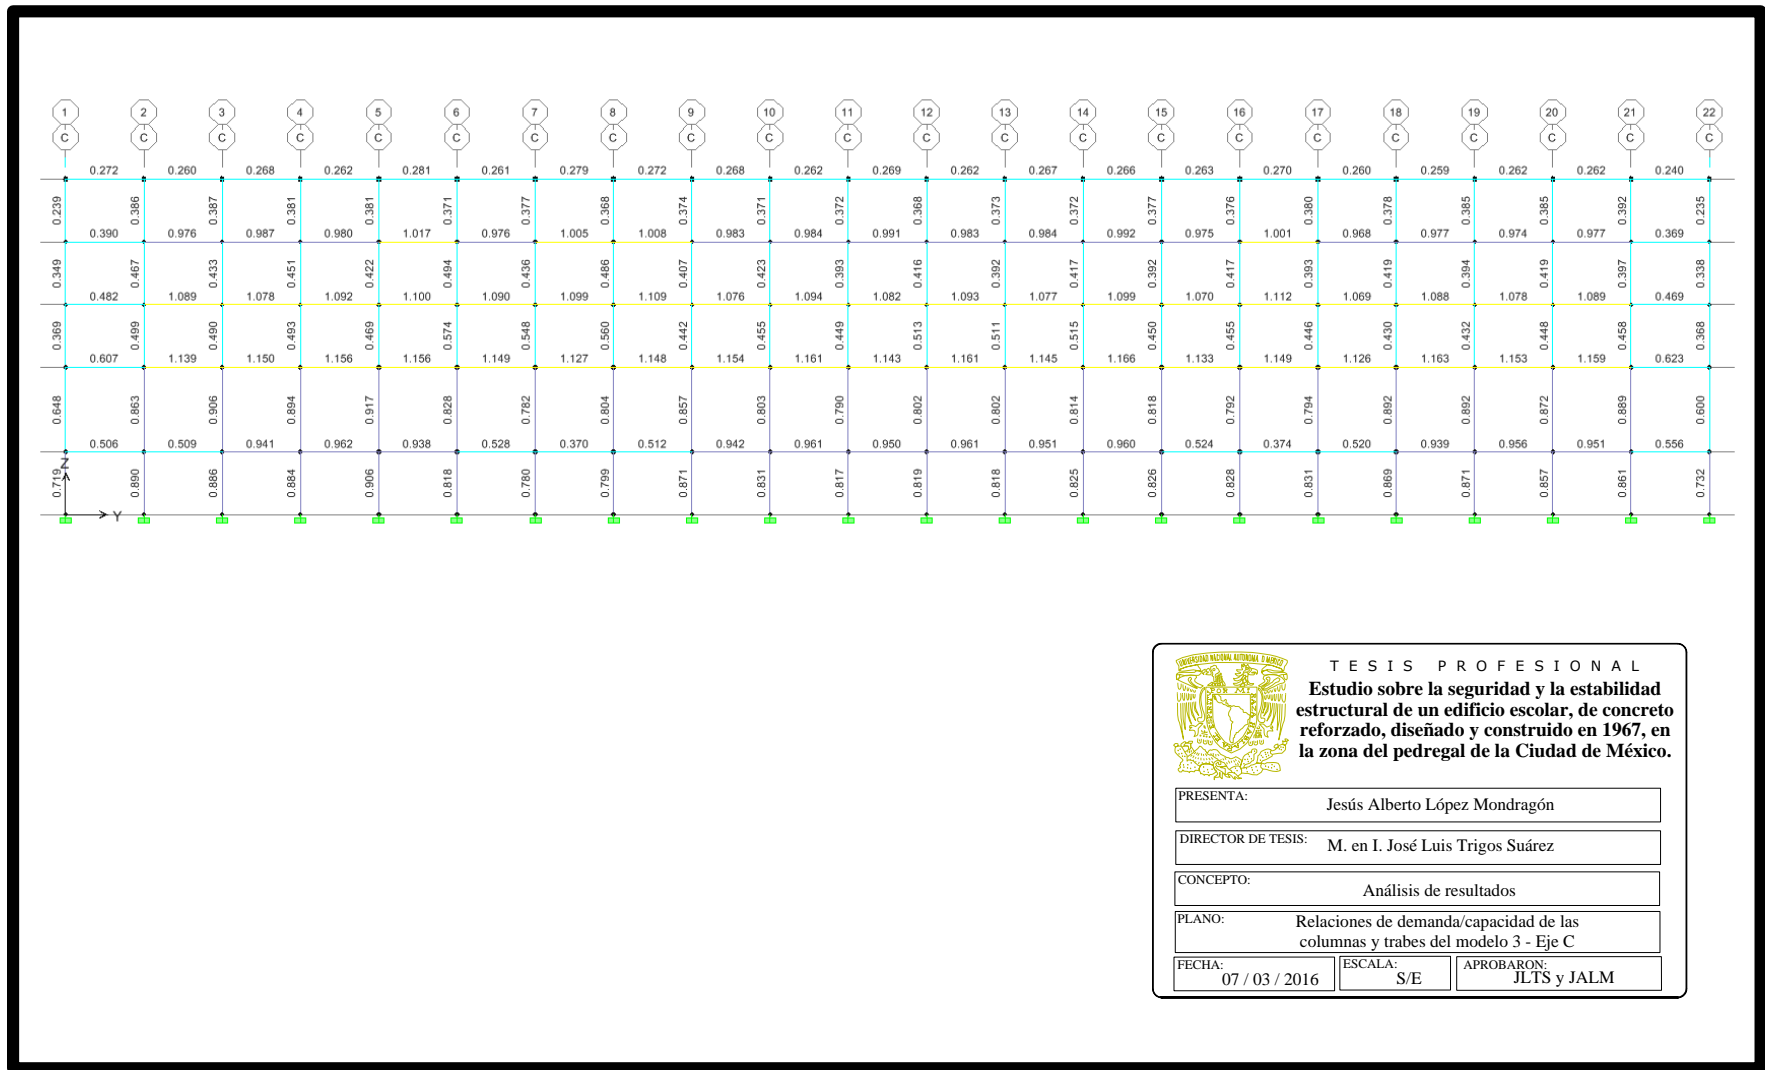 1 2 3 4 5 6 7 8 9 10 11 12 13 14 15 16 17 18 19 20 21 22
C C C C C C C C C C C C C C C C C C C C C C
0.272 0.260 0.268 0.262 0.281 0.261 0.279 0.272 0.268 0.262 0.269 0.262 0.267 0.266 0.263 0.270 0.260 0.259 0.262 0.262 0.240
0.239 0.386 0.387 0.381 0.381 0.371 0.377 0.368 0.374 0.371 0.372 0.368 0.373 0.372 0.377 0.376 0.380 0.378 0.385 0.385 0.392 0.235
0.390 0.976 0.987 0.980 1.017 0.976 1.005 1.008 0.983 0.984 0.991 0.983 0.984 0.992 0.975 1.001 0.968 0.977 0.974 0.977 0.369
0.349 0.467 0.433 0.451 0.422 0.494 0.436 0.486 0.407 0.423 0.393 0.416 0.392 0.417 0.392 0.417 0.393 0.419 0.394 0.419 0.397 0.338
0.482 1.089 1.078 1.092 1.100 1.090 1.099 1.109 1.076 1.094 1.082 1.093 1.077 1.099 1.070 1.112 1.069 1.088 1.078 1.089 0.469
0.369 0.499 0.490 0.493 0.469 0.574 0.548 0.560 0.442 0.455 0.449 0.513 0.511 0.515 0.450 0.455 0.446 0.430 0.432 0.448 0.458 0.368
0.607 1.139 1.150 1.156 1.156 1.149 1.127 1.148 1.154 1.161 1.143 1.161 1.145 1.166 1.133 1.149 1.126 1.163 1.153 1.159 0.623
0.648 0.863 0.906 0.894 0.917 0.828 0.782 0.804 0.857 0.803 0.790 0.802 0.802 0.814 0.818 0.792 0.794 0.892 0.892 0.872 0.889 0.600
0.506 0.509 0.941 0.962 0.938 0.528 0.370 0.512 0.942 0.961 0.950 0.961 0.951 0.960 0.524 0.374 0.520 0.939 0.956 0.951 0.556
Z
0.719 0.890 0.886 0.884 0.906 0.818 0.780 0.799 0.871 0.831 0.817 0.819 0.818 0.825 0.826 0.828 0.831 0.869 0.871 0.857 0.861 0.732
Y
UNIVERSIDAD NACIONAL AUTONOMA D MEXICO
POR MI
TESIS PROFESIONAL
Estudio sobre la seguridad y la estabilidad
estructural de un edificio escolar, de concreto
reforzado, diseñado y construido en 1967, en
la zona del pedregal de la Ciudad de México.
PRESENTA: Jesús Alberto López Mondragón
DIRECTOR DE TESIS: M. en I. José Luis Trigos Suárez
CONCEPTO: Análisis de resultados
PLANO: Relaciones de demanda/capacidad de las
columnas y trabes del modelo 3 - Eje C
FECHA: 07 / 03 / 2016 ESCALA: S/E APROBARON: JLTS y JALM